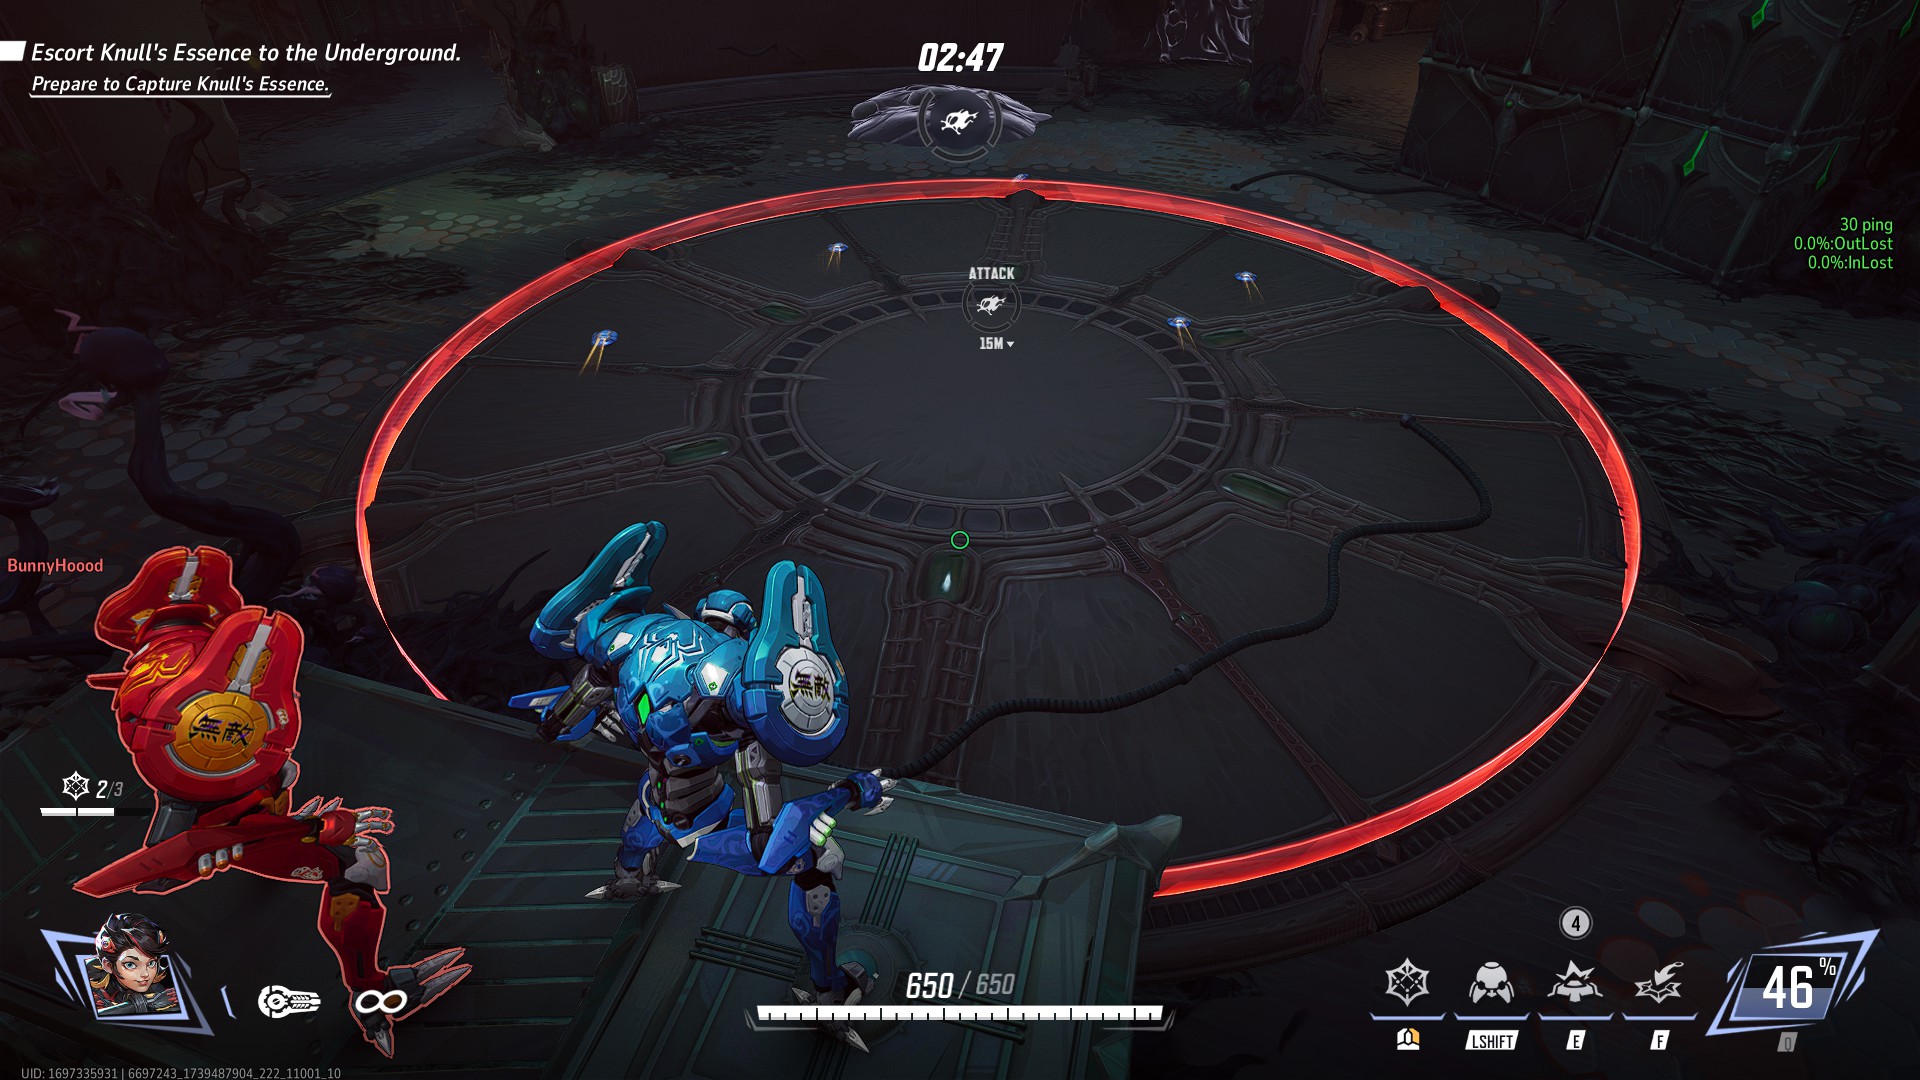 Escort Knull's Essence to the Underground.
Prepare to Capture Knull's Essence.
02:47
30 ping
0.0%:OutLost
0.0%:InLost
ATTACK
15M
BunnyHoood
無敵
無敵
2/3
4
650/650
46%
LSHIFT
E
F
Q
UID: 1697335931 | 6697243_1739487904_222_11001_10